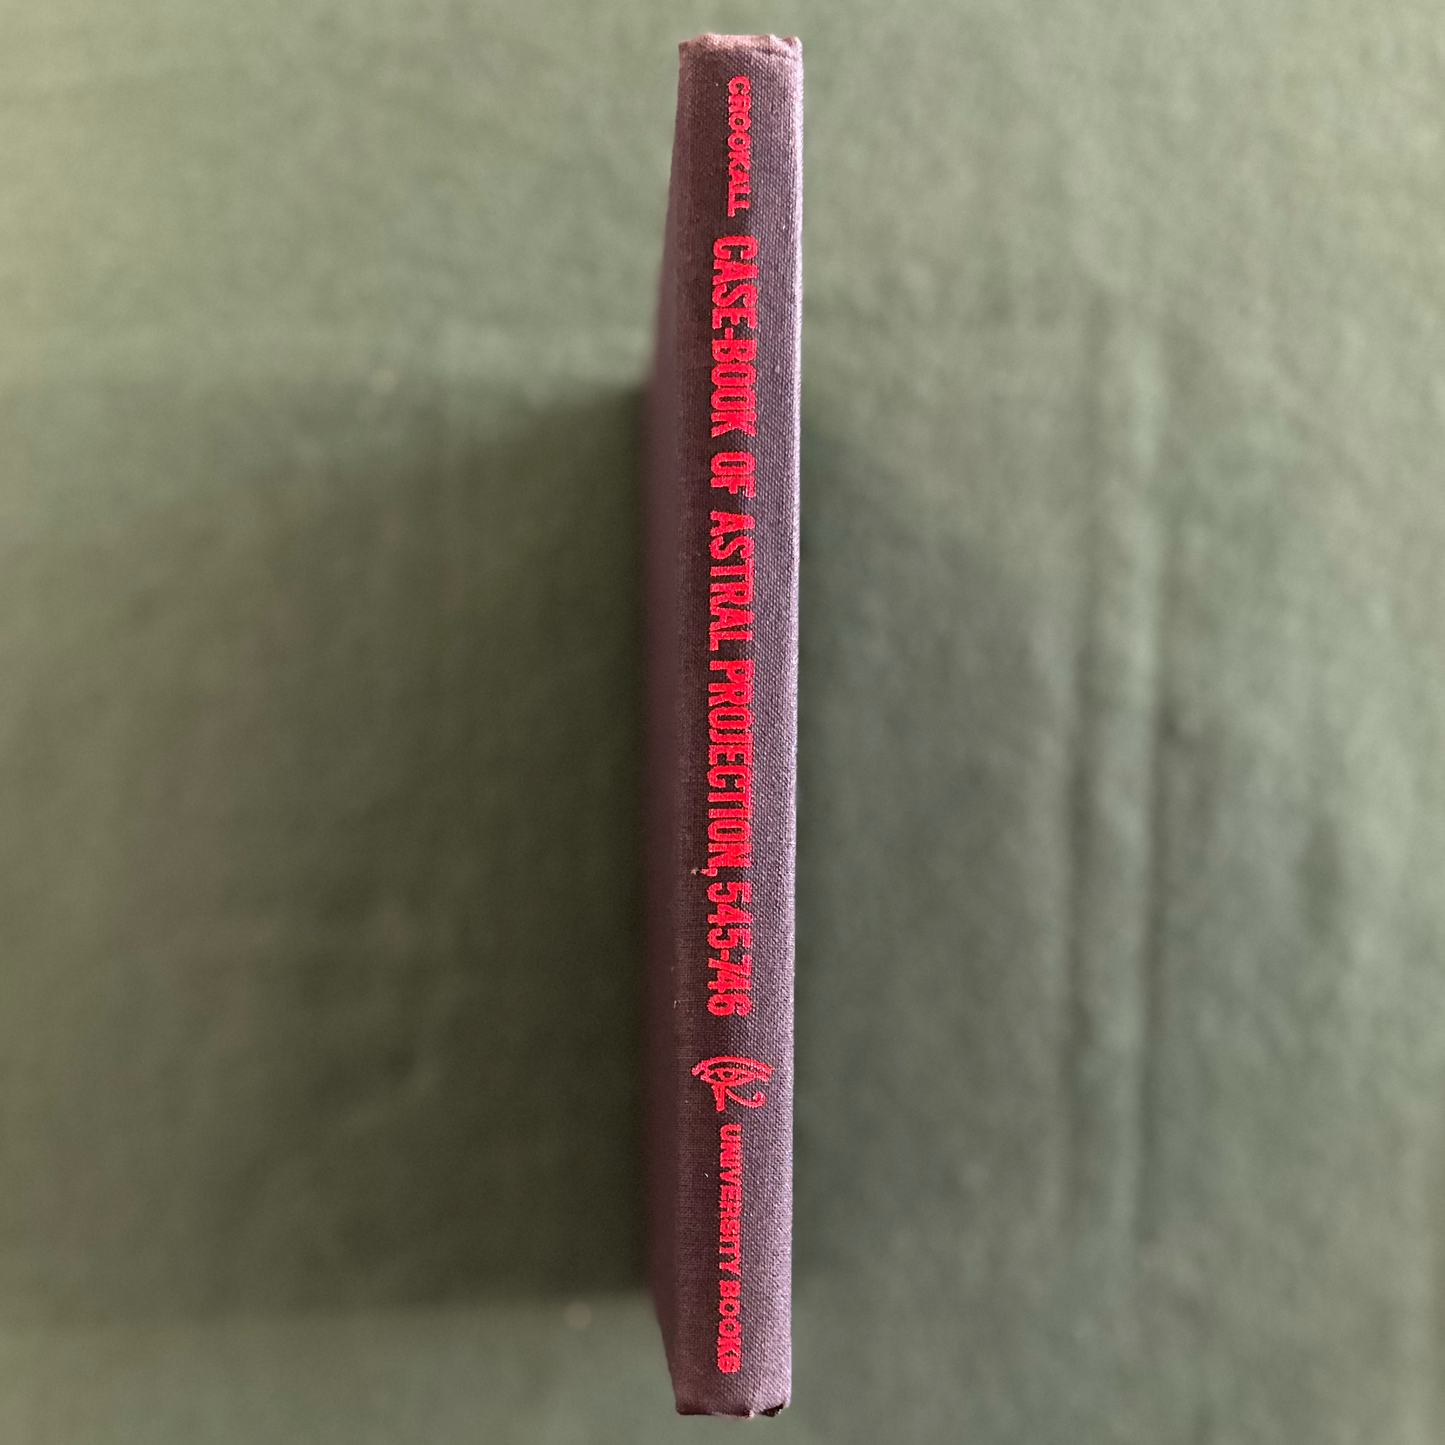 CROOKALL CASE-BOOK OF ASTRAL PROJECTION, 545-746 UNIVERSITY BOOKS